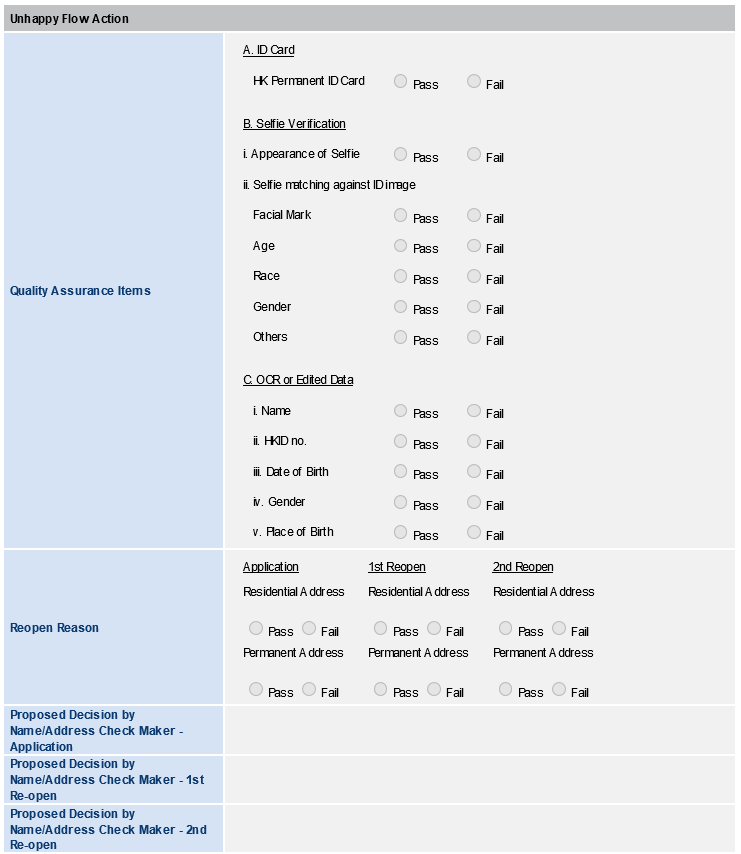 Unhappy Flow Action
A. ID Card
HK Permanent ID Card Pass Fail
B. Selfie Verification
i. Appearance of Selfie Pass Fail
ii. Selfie matching against ID image
Facial Mark Pass Fail
Age Pass Fail
Race Pass Fail
Gender Pass Fail
Others Pass Fail
Quality Assurance Items
C. OCR or Edited Data
i. Name Pass Fail
ii. HKID no. Pass Fail
iii. Date of Birth Pass Fail
iv. Gender Pass Fail
v. Place of Birth Pass Fail
Reopen Reason
Application 1st Reopen 2nd Reopen
Residential Address Residential Address Residential Address
Pass Fail Pass Fail Pass Fail
Permanent Address Permanent Address Permanent Address
Pass Fail Pass Fail Pass Fail
Proposed Decision by
Name/Address Check Maker -
Application
Proposed Decision by
Name/Address Check Maker - 1st
Re-open
Proposed Decision by
Name/Address Check Maker - 2nd
Re-open